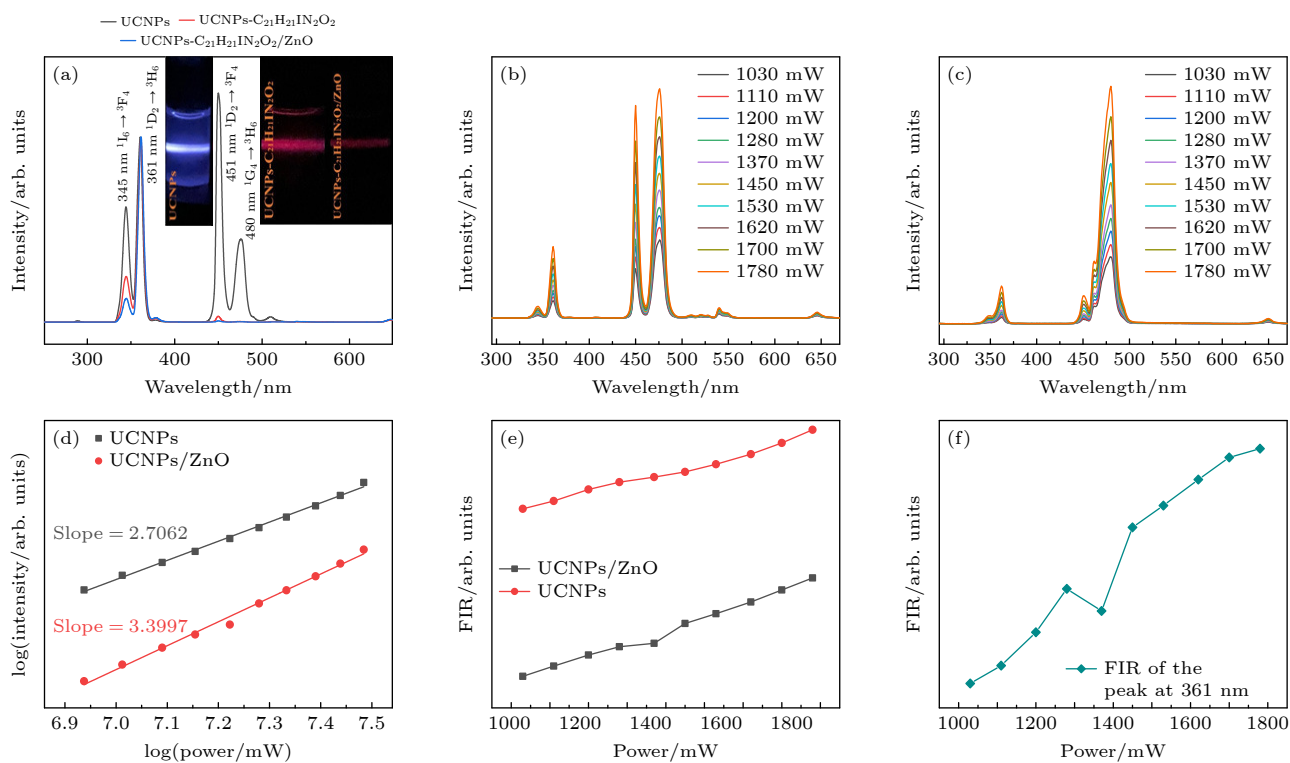 UCNPs UCNPs-C₂₁H₂₁IN₂O₂
UCNPs-C₂₁H₂₁IN₂O₂/ZnO
(a)
345 nm ¹I₆→³F₄
361 nm ¹D₂→³H₆
UCNPs
451 nm ¹D₂→³F₄
480 nm ¹G₄→³H₆
UCNPs-C₂₁H₂₁IN₂O₂
UCNPs-C₂₁H₂₁IN₂O₂/ZnO
Intensity/arb. units
300 400 500 600
Wavelength/nm
(b)
1030 mW
1110 mW
1200 mW
1280 mW
1370 mW
1450 mW
1530 mW
1620 mW
1700 mW
1780 mW
Intensity/arb. units
300 350 400 450 500 550 600 650
Wavelength/nm
(c)
1030 mW
1110 mW
1200 mW
1280 mW
1370 mW
1450 mW
1530 mW
1620 mW
1700 mW
1780 mW
Intensity/arb. units
300 350 400 450 500 550 600 650
Wavelength/nm
(d)
UCNPs
UCNPs/ZnO
Slope = 2.7062
Slope = 3.3997
log(intensity/arb. units)
6.9 7.0 7.1 7.2 7.3 7.4 7.5
log(power/mW)
(e)
UCNPs/ZnO
UCNPs
FIR/arb. units
1000 1200 1400 1600 1800
Power/mW
(f)
FIR of the
peak at 361 nm
FIR/arb. units
1000 1200 1400 1600 1800
Power/mW